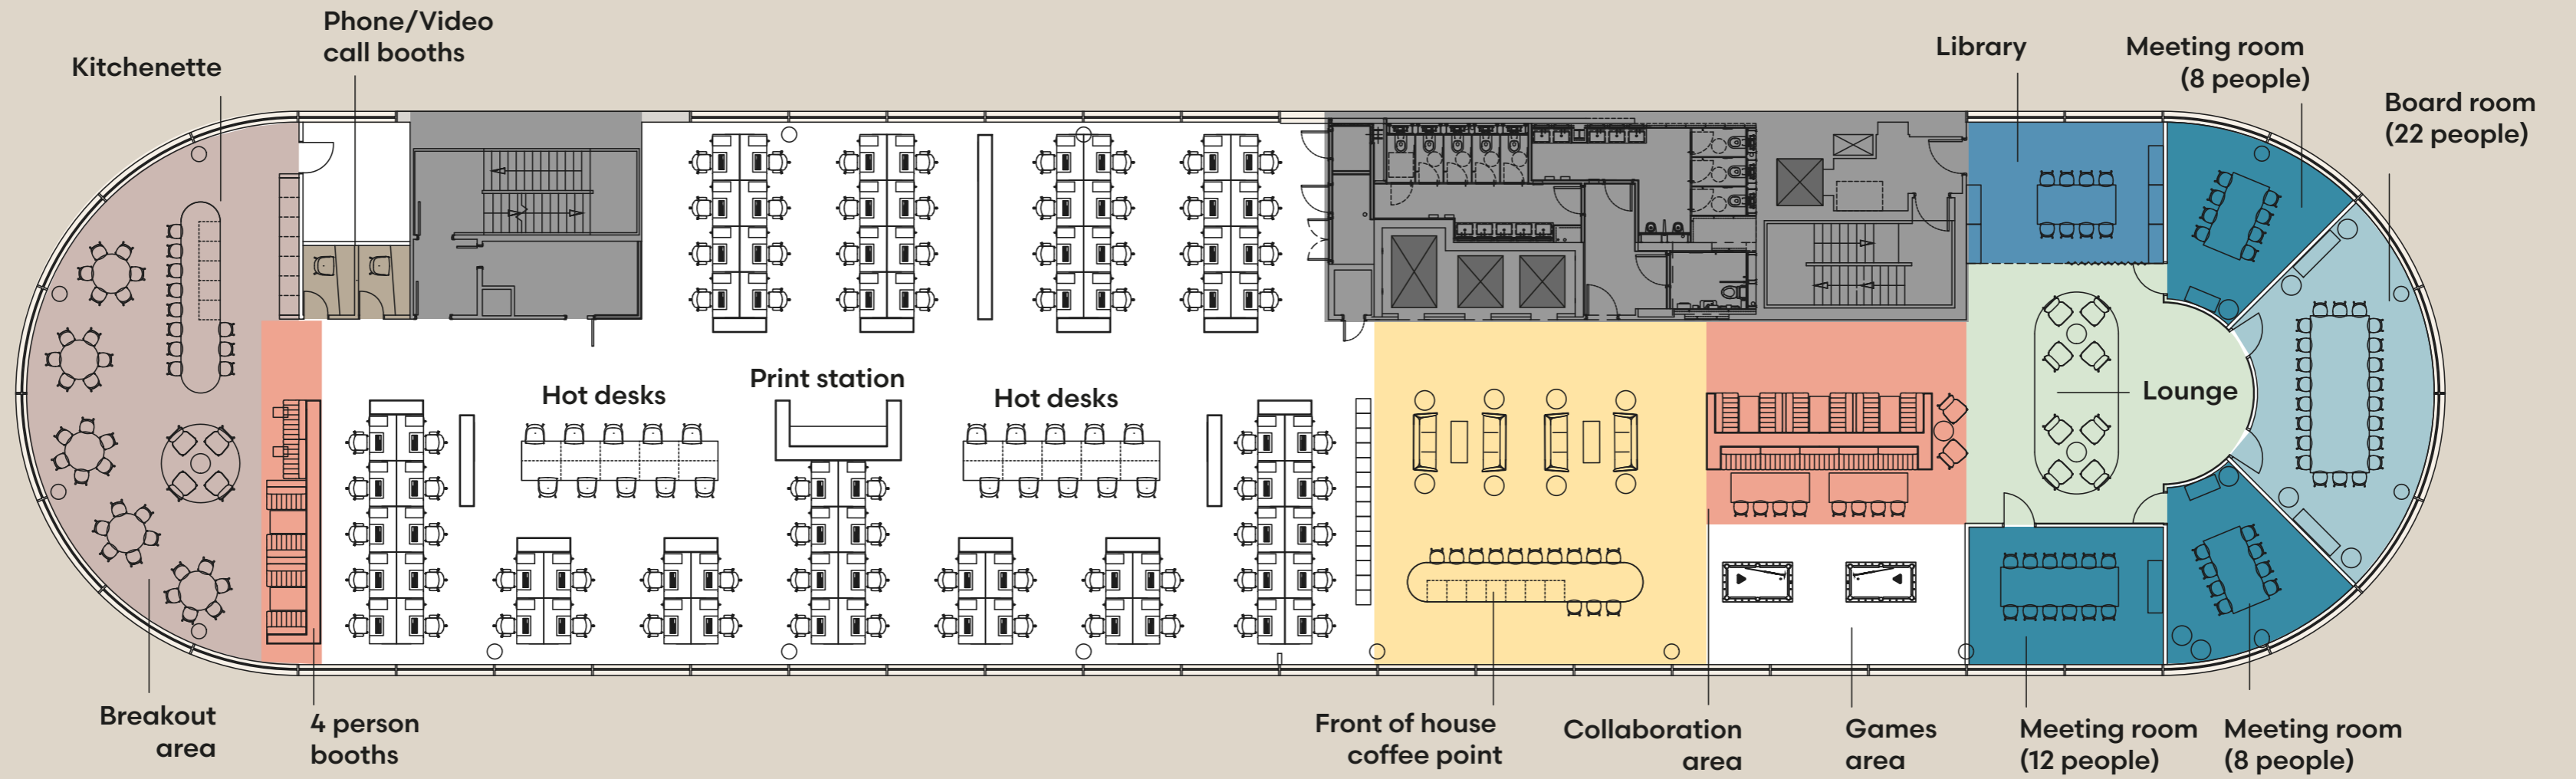 Phone/Video
call booths
Kitchenette
Library
Meeting room
(8 people)
Board room
(22 people)
Hot desks
Print station
Hot desks
Lounge
Breakout
area
4 person
booths
Front of house
coffee point
Collaboration
area
Games
area
Meeting room
(12 people)
Meeting room
(8 people)